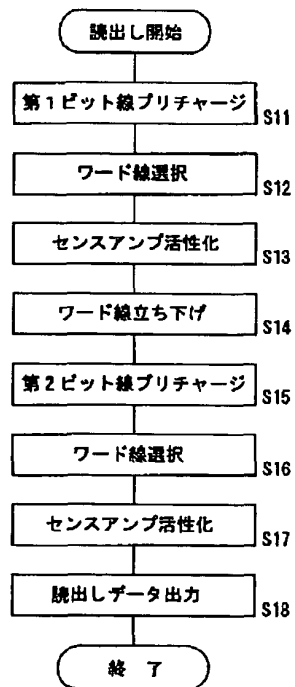 読出し開始
第1ビット線プリチャージ
S11
ワード線選択
S12
センスアンプ活性化
S13
ワード線立ち下げ
S14
第2ビット線プリチャージ
S15
ワード線選択
S16
センスアンプ活性化
S17
読出しデータ出力
S18
終 了